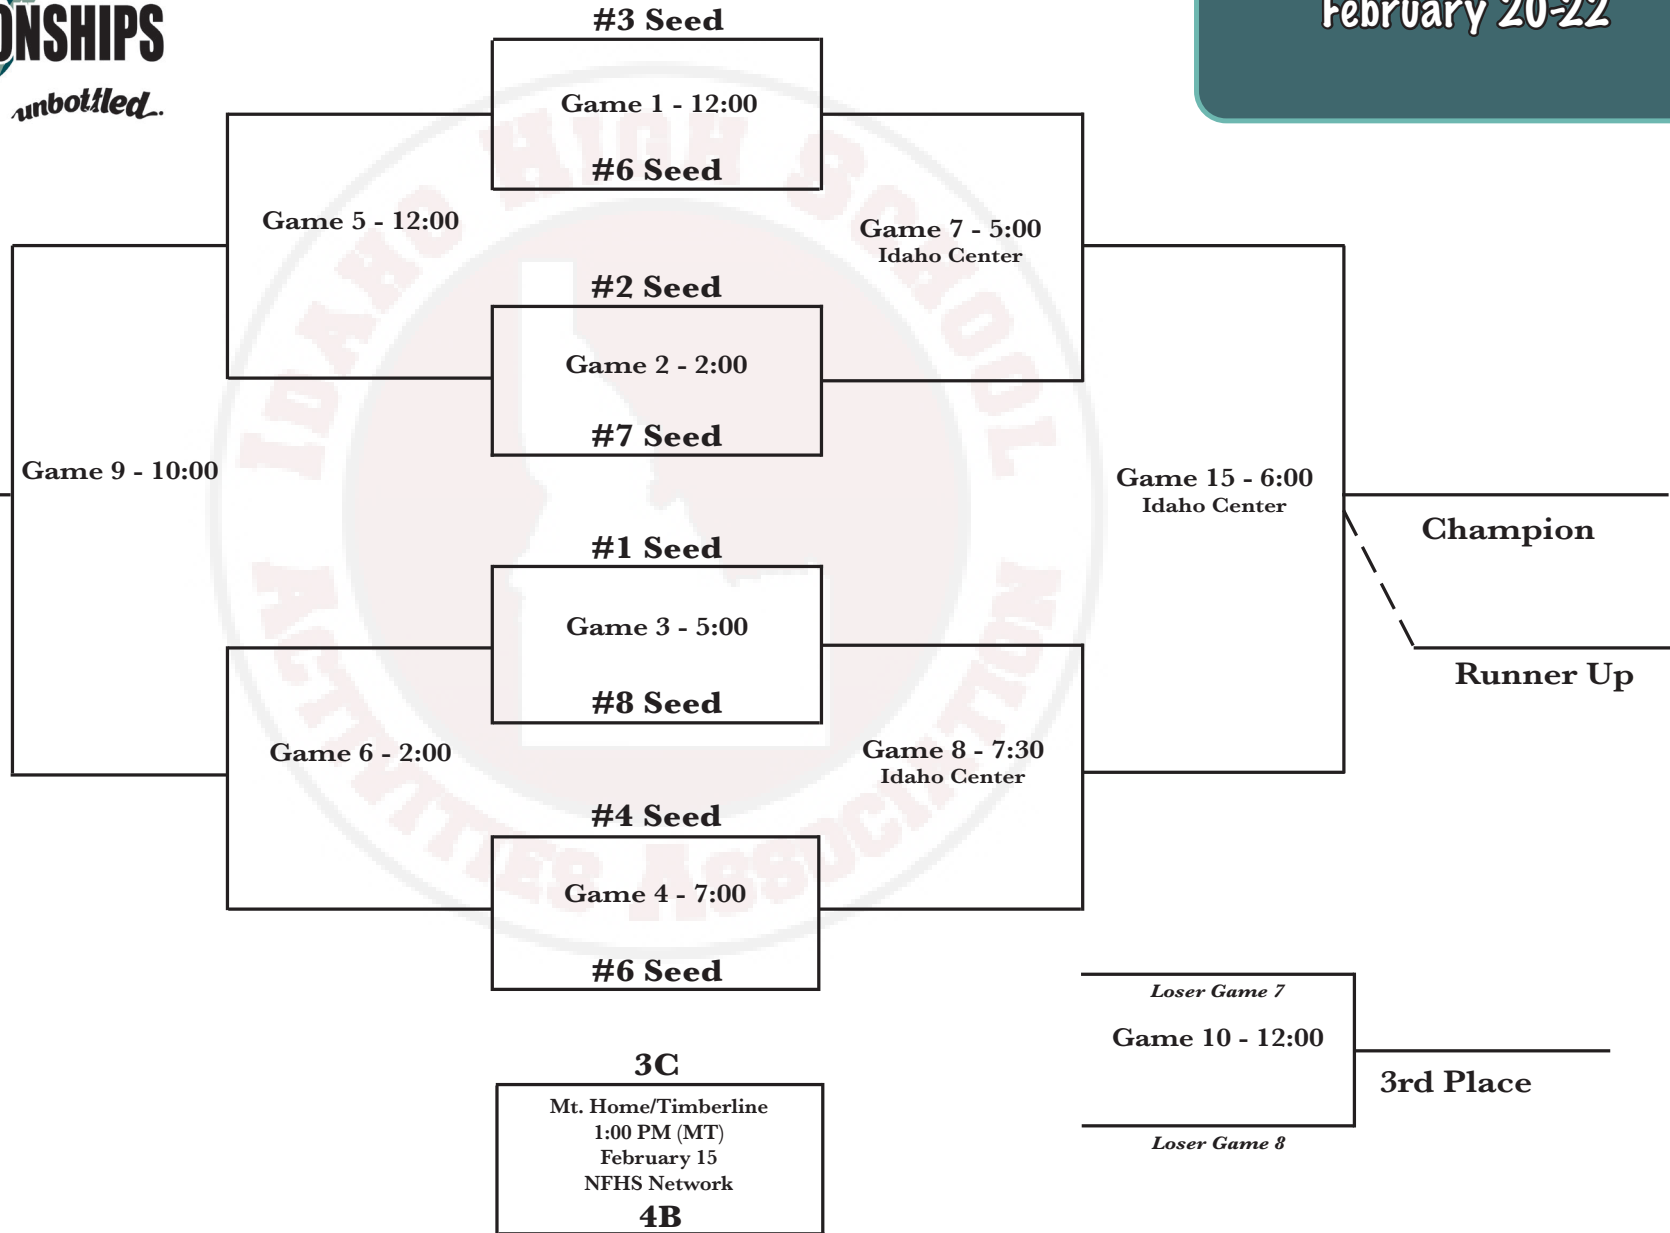 ONSHIPS
unbottled.
February 20-22
#3 Seed
Game 1 - 12:00
#6 Seed
Game 5 - 12:00
Game 7 - 5:00
Idaho Center
#2 Seed
Game 2 - 2:00
#7 Seed
Game 9 - 10:00
Game 15 - 6:00
Idaho Center
Champion
#1 Seed
Game 3 - 5:00
#8 Seed
Runner Up
Game 6 - 2:00
Game 8 - 7:30
Idaho Center
#4 Seed
Game 4 - 7:00
#6 Seed
Loser Game 7
Game 10 - 12:00
3rd Place
Loser Game 8
3C
Mt. Home/Timberline
1:00 PM (MT)
February 15
NFHS Network
4B
IDAHO HIGH SCHOOL
ACTIVITIES ASSOCIATION